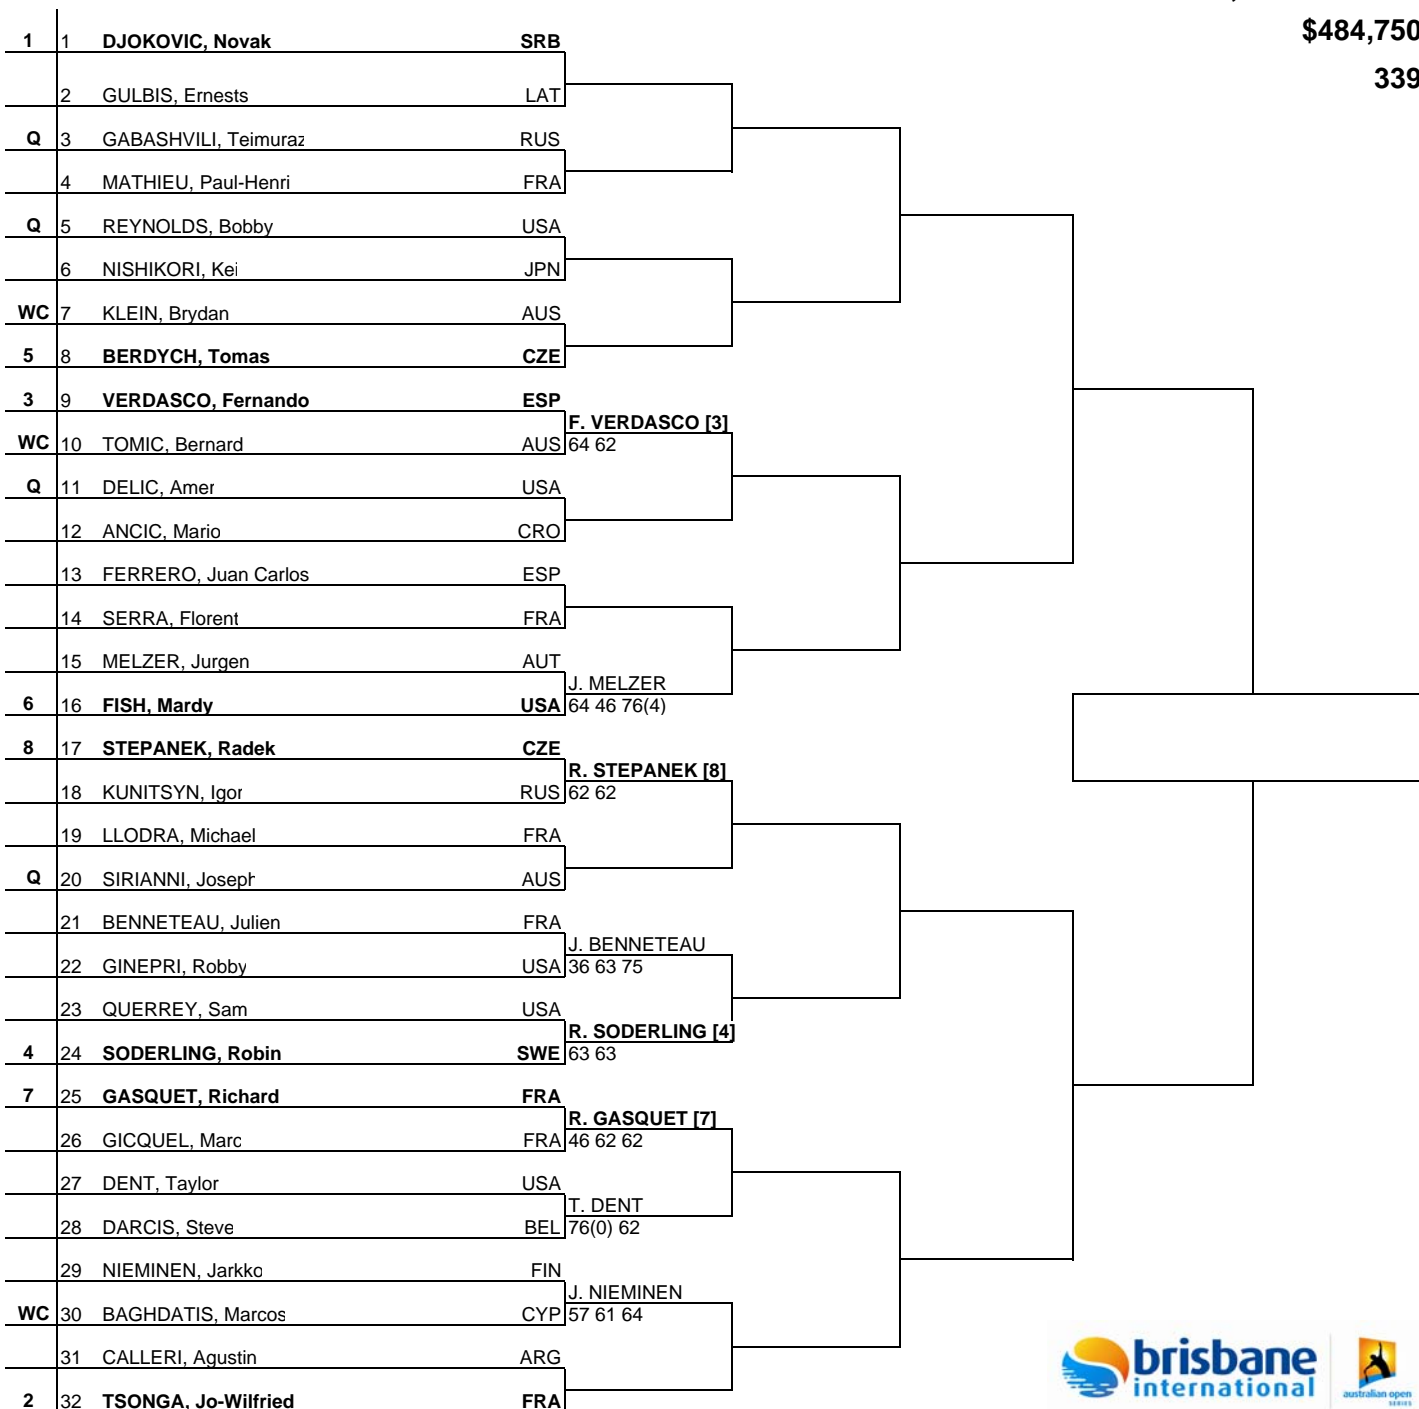 $484,750
339
1 1 DJOKOVIC, Novak SRB
2 GULBIS, Ernests LAT
Q 3 GABASHVILI, Teimuraz RUS
4 MATHIEU, Paul-Henri FRA
Q 5 REYNOLDS, Bobby USA
6 NISHIKORI, Kei JPN
WC 7 KLEIN, Brydan AUS
5 8 BERDYCH, Tomas CZE
3 9 VERDASCO, Fernando ESP
F. VERDASCO [3]
WC 10 TOMIC, Bernard AUS 64 62
Q 11 DELIC, Amer USA
12 ANCIC, Mario CRO
13 FERRERO, Juan Carlos ESP
14 SERRA, Florent FRA
15 MELZER, Jurgen AUT
J. MELZER
6 16 FISH, Mardy USA 64 46 76(4)
8 17 STEPANEK, Radek CZE
R. STEPANEK [8]
18 KUNITSYN, Igor RUS 62 62
19 LLODRA, Michael FRA
Q 20 SIRIANNI, Joseph AUS
21 BENNETEAU, Julien FRA
J. BENNETEAU
22 GINEPRI, Robby USA 36 63 75
23 QUERREY, Sam USA
R. SODERLING [4]
4 24 SODERLING, Robin SWE 63 63
7 25 GASQUET, Richard FRA
R. GASQUET [7]
26 GICQUEL, Marc FRA 46 62 62
27 DENT, Taylor USA
T. DENT
28 DARCIS, Steve BEL 76(0) 62
29 NIEMINEN, Jarkko FIN
J. NIEMINEN
WC 30 BAGHDATIS, Marcos CYP 57 61 64
31 CALLERI, Agustin ARG
2 32 TSONGA, Jo-Wilfried FRA
brisbane
international
australian open
SERIES